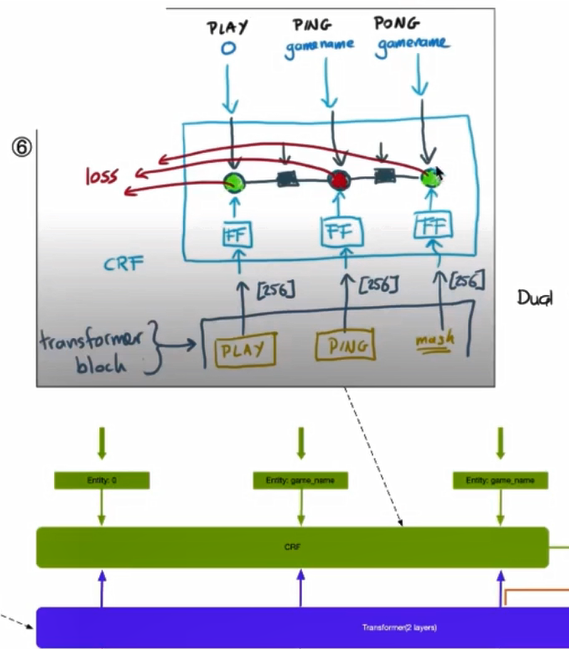 PLAY PING PONG
O gamename gamename
⑥
loss
FF FF FF
CRF
[256] [256] [256]
Dual
transformer block
PLAY PING mask
Entity: 0 Entity: game_name Entity: game_name
CRF
Transformer(2 layers)